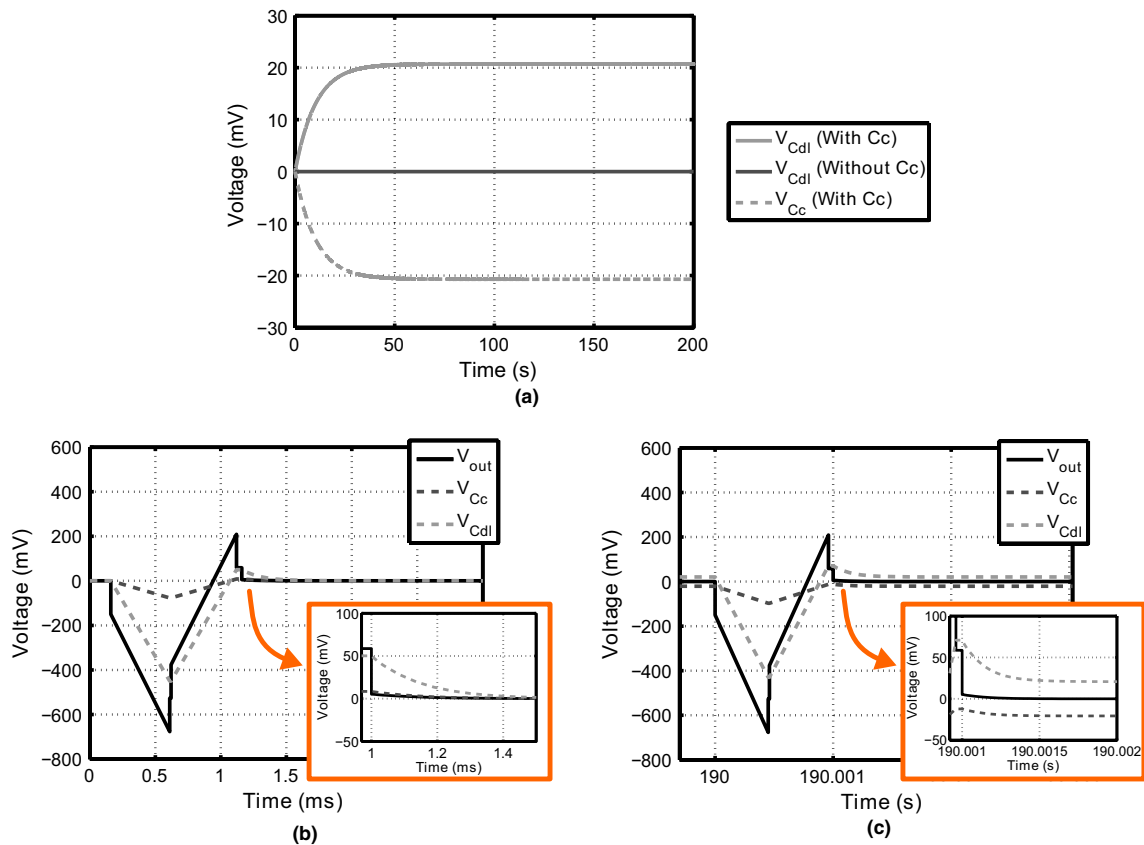 30
20
10
0
−10
−20
−30
Voltage (mV)
0 50 100 150 200
Time (s)
(a)
V_Cdl (With Cc)
V_Cdl (Without Cc)
V_Cc (With Cc)
600
400
200
0
−200
−400
−600
−800
Voltage (mV)
0 0.5 1 1.5
Time (ms)
(b)
V_out
V_Cc
V_Cdl
100
50
0
−50
Voltage (mV)
1 1.2 1.4
Time (ms)
600
400
200
0
−200
−400
−600
−800
Voltage (mV)
190 190.001
Time (s)
(c)
V_out
V_Cc
V_Cdl
100
50
0
−50
Voltage (mV)
190.001 190.0015 190.002
Time (s)